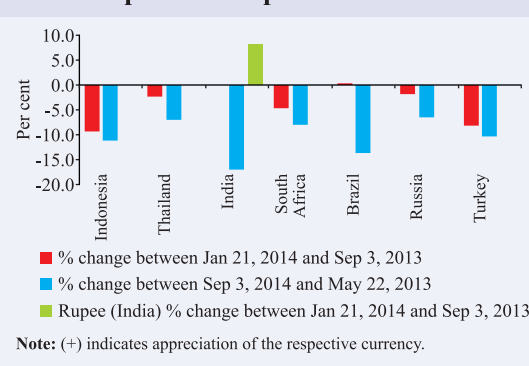 10.0
5.0
0.0
-5.0
-10.0
-15.0
-20.0
Per cent
Indonesia
Thailand
India
South Africa
Brazil
Russia
Turkey
% change between Jan 21, 2014 and Sep 3, 2013
% change between Sep 3, 2014 and May 22, 2013
Rupee (India) % change between Jan 21, 2014 and Sep 3, 2013
Note: (+) indicates appreciation of the respective currency.